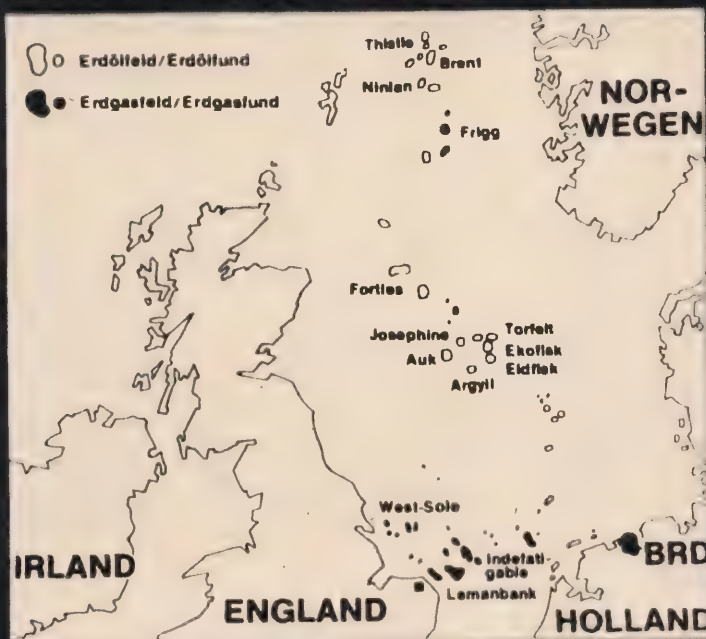 Erdölfeld/Erdölfund
Erdgasfeld/Erdgasfund
Thistle
Brent
Ninian
Frigg
NOR-
WEGEN
Forties
Josephine
Auk
Argyll
Torfelt
Ekofisk
Eldfisk
West-Sole
Indefati-
gable
Lemanbank
IRLAND
ENGLAND
HOLLAND
BRD